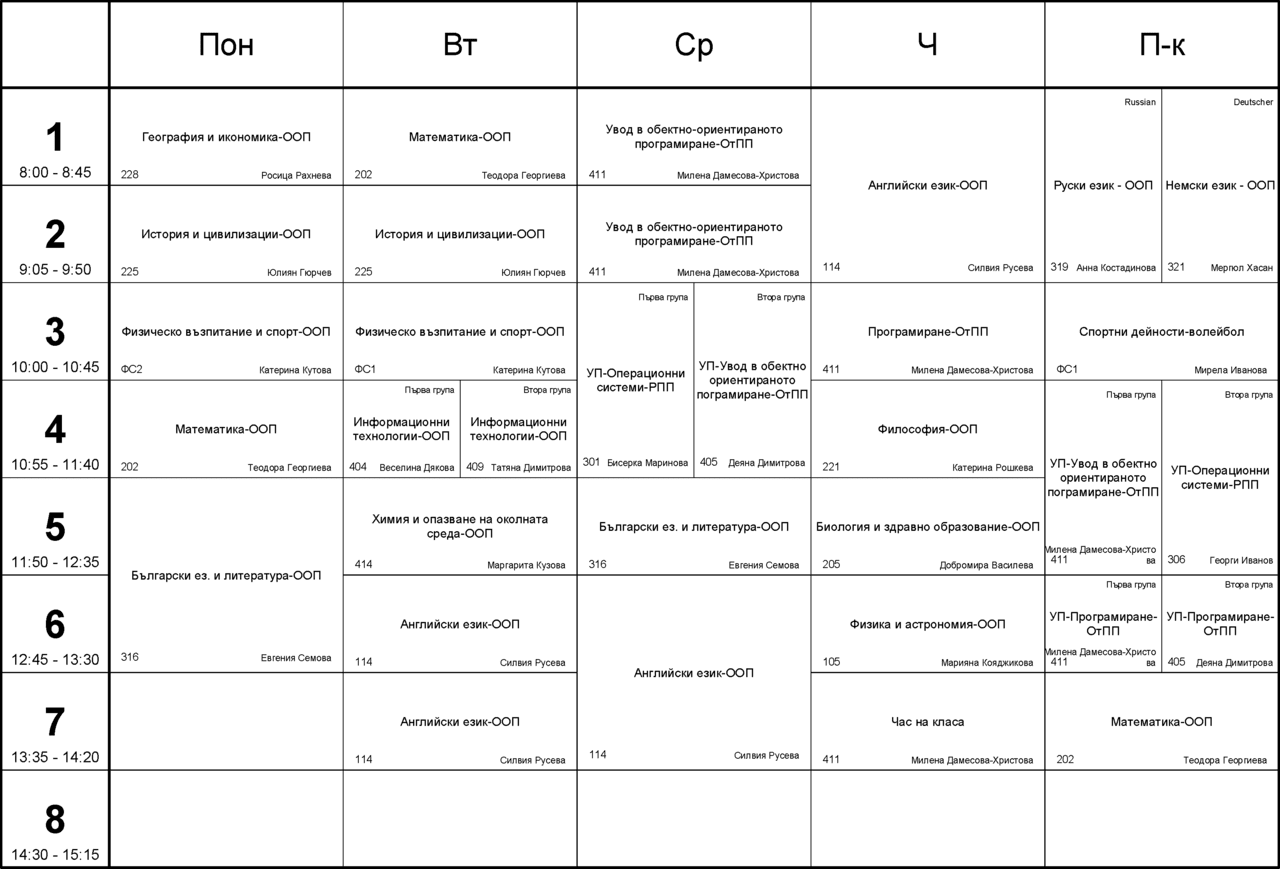 Пон
Вт
Ср
Ч
П-к
1
8:00 - 8:45
География и икономика-ООП
228
Росица Рахнева
Математика-ООП
202
Теодора Георгиева
Увод в обектно-ориентираното
програмиране-ОтПП
411
Милена Дамесова-Христова
Английски език-ООП
114
Силвия Русева
Russian
Руски език - ООП
319
Анна Костадинова
Deutscher
Немски език - ООП
321
Мерпол Хасан
2
9:05 - 9:50
История и цивилизации-ООП
225
Юлиян Гюрчев
История и цивилизации-ООП
225
Юлиян Гюрчев
Увод в обектно-ориентираното
програмиране-ОтПП
411
Милена Дамесова-Христова
3
10:00 - 10:45
Физическо възпитание и спорт-ООП
ФС2
Катерина Кутова
Физическо възпитание и спорт-ООП
ФС1
Катерина Кутова
Първа група
УП-Операционни
системи-РПП
301
Бисерка Маринова
Втора група
УП-Увод в обектно
ориентираното
пограмиране-ОтПП
405
Деяна Димитрова
Програмиране-ОтПП
411
Милена Дамесова-Христова
Спортни дейности-волейбол
ФС1
Мирела Иванова
4
10:55 - 11:40
Математика-ООП
202
Теодора Георгиева
Първа група
Информационни
технологии-ООП
404
Веселина Дякова
Втора група
Информационни
технологии-ООП
409
Татяна Димитрова
Философия-ООП
221
Катерина Рошкева
Първа група
УП-Увод в обектно
ориентираното
пограмиране-ОтПП
Милена Дамесова-Христо
411
ва
Втора група
УП-Операционни
системи-РПП
306
Георги Иванов
5
11:50 - 12:35
Български ез. и литература-ООП
316
Евгения Семова
Химия и опазване на околната
среда-ООП
414
Маргарита Кузова
Български ез. и литература-ООП
316
Евгения Семова
Биология и здравно образование-ООП
205
Добромира Василева
6
12:45 - 13:30
Английски език-ООП
114
Силвия Русева
Английски език-ООП
114
Силвия Русева
Физика и астрономия-ООП
105
Марияна Кояджикова
Първа група
УП-Програмиране-
ОтПП
Милена Дамесова-Христо
411
ва
Втора група
УП-Програмиране-
ОтПП
405
Деяна Димитрова
7
13:35 - 14:20
Английски език-ООП
114
Силвия Русева
Час на класа
411
Милена Дамесова-Христова
Математика-ООП
202
Теодора Георгиева
8
14:30 - 15:15